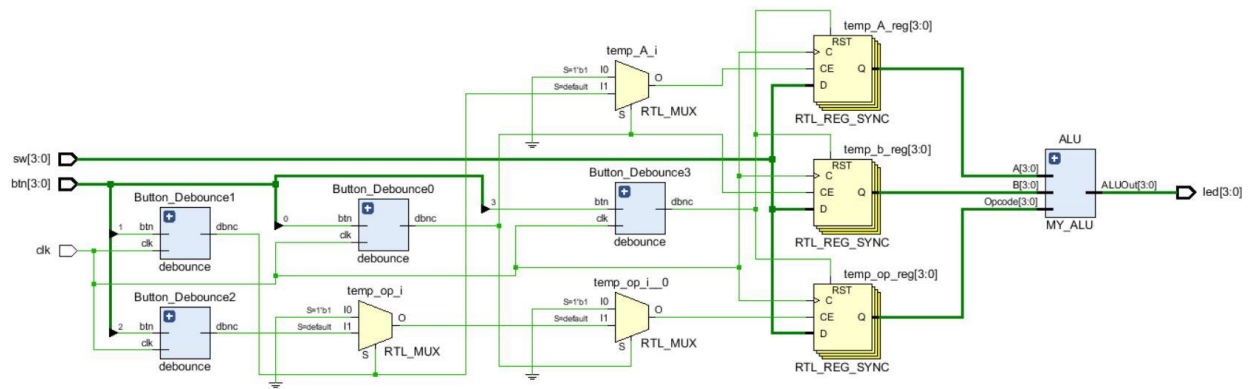 temp_A_reg[3:0]
RST
C
CE
Q
D
RTL_REG_SYNC
temp_A_i
S=1'b1
I0
S=default
I1
O
S
RTL_MUX
sw[3:0]
btn[3:0]
clk
Button_Debounce1
1
btn
dbnc
clk
debounce
Button_Debounce0
0
btn
dbnc
clk
debounce
Button_Debounce3
3
btn
dbnc
clk
debounce
temp_b_reg[3:0]
RST
C
CE
Q
D
RTL_REG_SYNC
ALU
A[3:0]
B[3:0]
Opcode[3:0]
ALUOut[3:0]
MY_ALU
led[3:0]
Button_Debounce2
2
btn
dbnc
clk
debounce
temp_op_i
S=1'b1
I0
S=default
I1
O
S
RTL_MUX
temp_op_i__0
S=1'b1
I0
S=default
I1
O
S
RTL_MUX
temp_op_reg[3:0]
RST
C
CE
Q
D
RTL_REG_SYNC